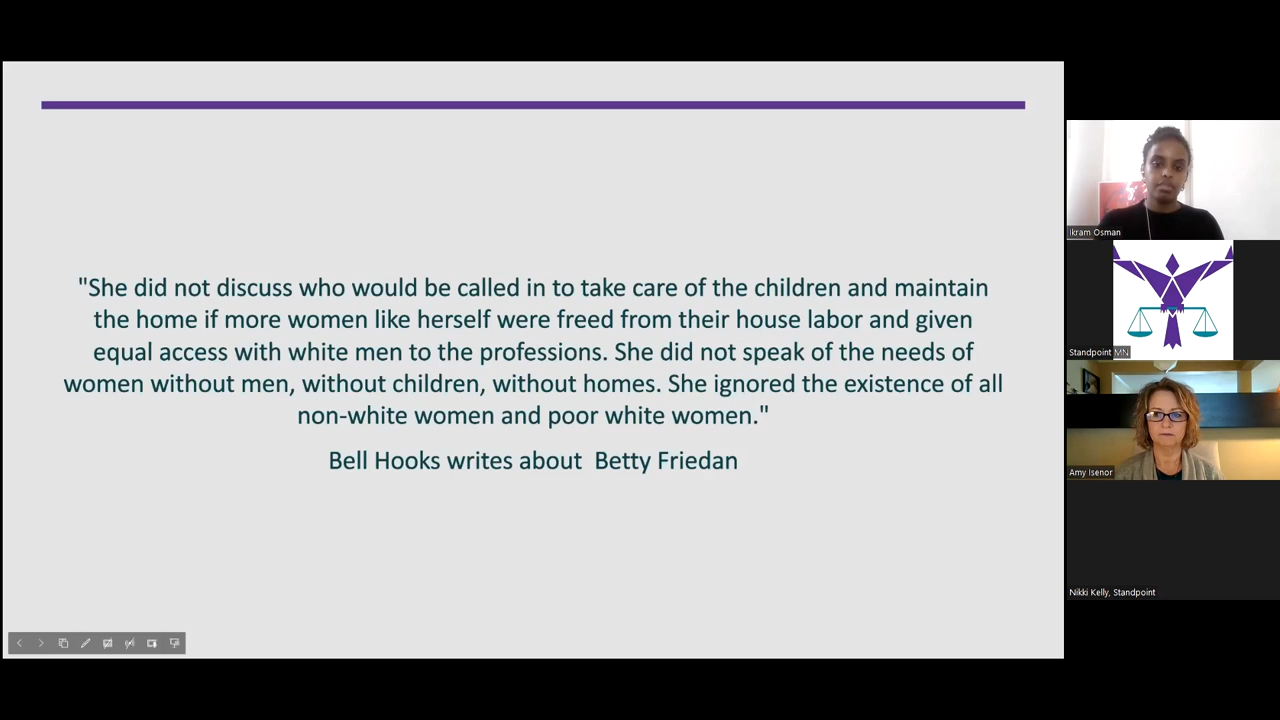 "She did not discuss who would be called in to take care of the children and maintain
the home if more women like herself were freed from their house labor and given
equal access with white men to the professions. She did not speak of the needs of
women without men, without children, without homes. She ignored the existence of all
non-white women and poor white women."
Bell Hooks writes about  Betty Friedan
Ikram Osman
Standpoint MN
Amy Isenor
Nikki Kelly, Standpoint